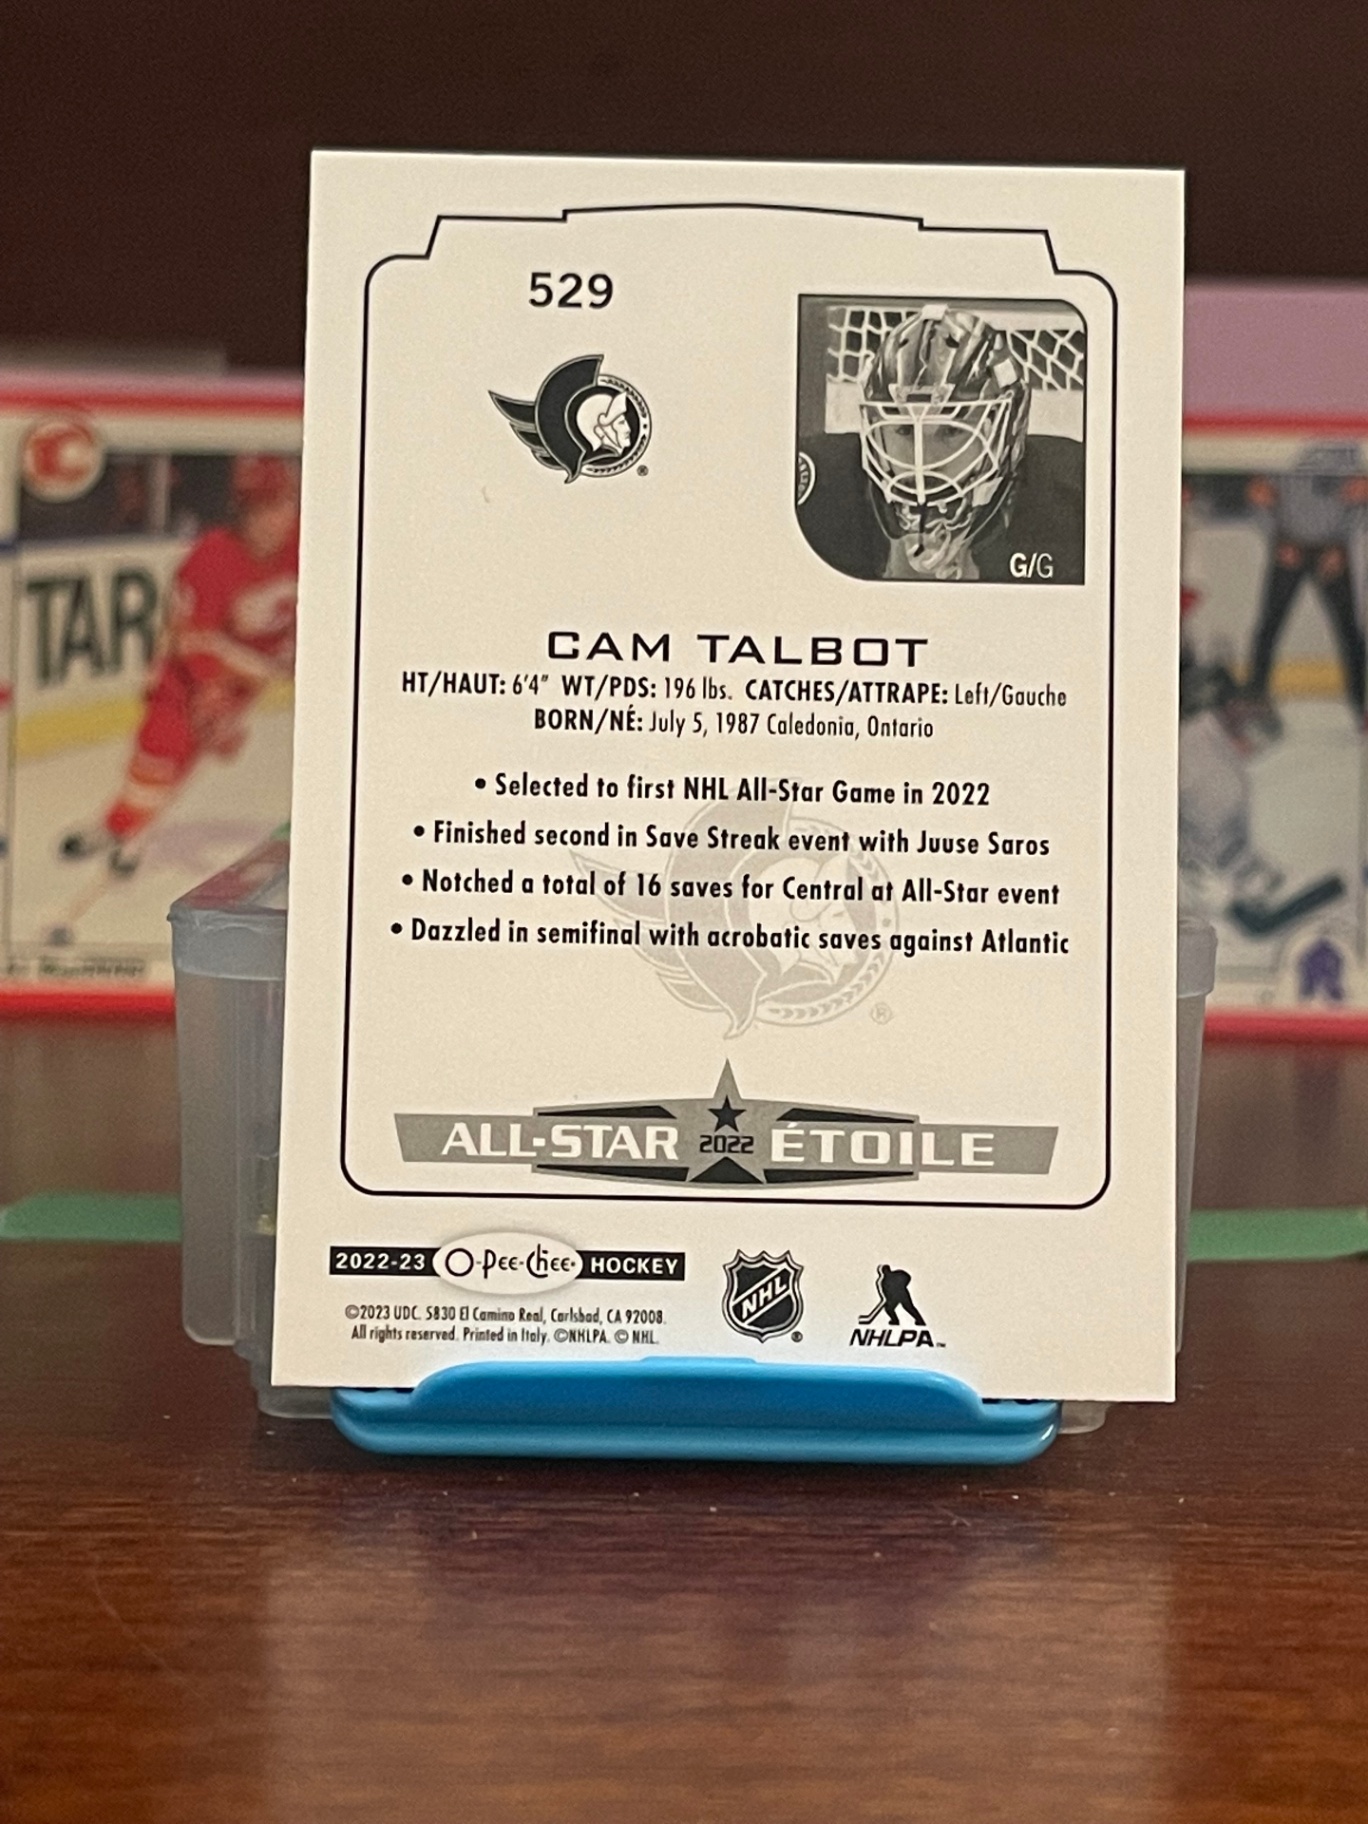 529
®
G/G
CAM TALBOT
HT/HAUT: 6'4" WT/PDS: 196 lbs. CATCHES/ATTRAPE: Left/Gauche
BORN/NÉ: July 5, 1987 Caledonia, Ontario
• Selected to first NHL All-Star Game in 2022
• Finished second in Save Streak event with Juuse Saros
• Notched a total of 16 saves for Central at All-Star event
• Dazzled in semifinal with acrobatic saves against Atlantic
®
ALL-STAR 2022 ÉTOILE
2022-23 O-Pee-Chee HOCKEY
©2023 UDC. 5830 El Camino Real, Carlsbad, CA 92008.
All rights reserved. Printed in Italy. ©NHLPA. © NHL.
NHL ®
NHLPA™
TAR